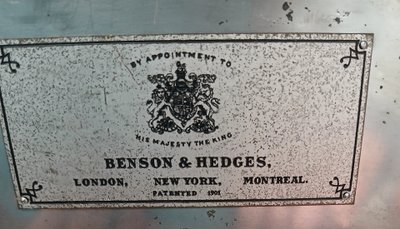 BY APPOINTMENT TO
HIS MAJESTY THE KING
BENSON & HEDGES,
LONDON, NEW YORK, MONTREAL.
PATENTED 1901